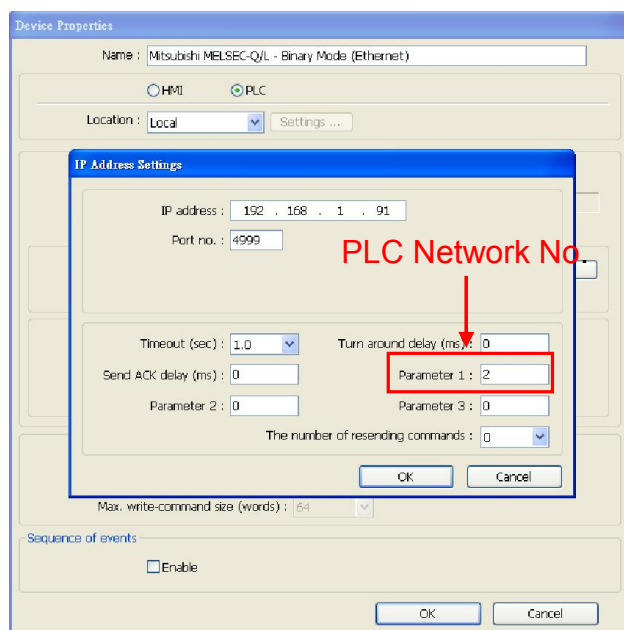 Device Properties
Name : Mitsubishi MELSEC-Q/L - Binary Mode (Ethernet)
HMI PLC
Location : Local Settings ...
IP Address Settings
IP address : 192 . 168 . 1 . 91
Port no. : 4999
PLC Network No.
Timeout (sec) : 1.0 Turn around delay (ms) : 0
Send ACK delay (ms) : 0 Parameter 1 : 2
Parameter 2 : 0 Parameter 3 : 0
The number of resending commands : 0
OK Cancel
Max. write-command size (words) : 64
Sequence of events
Enable
OK Cancel